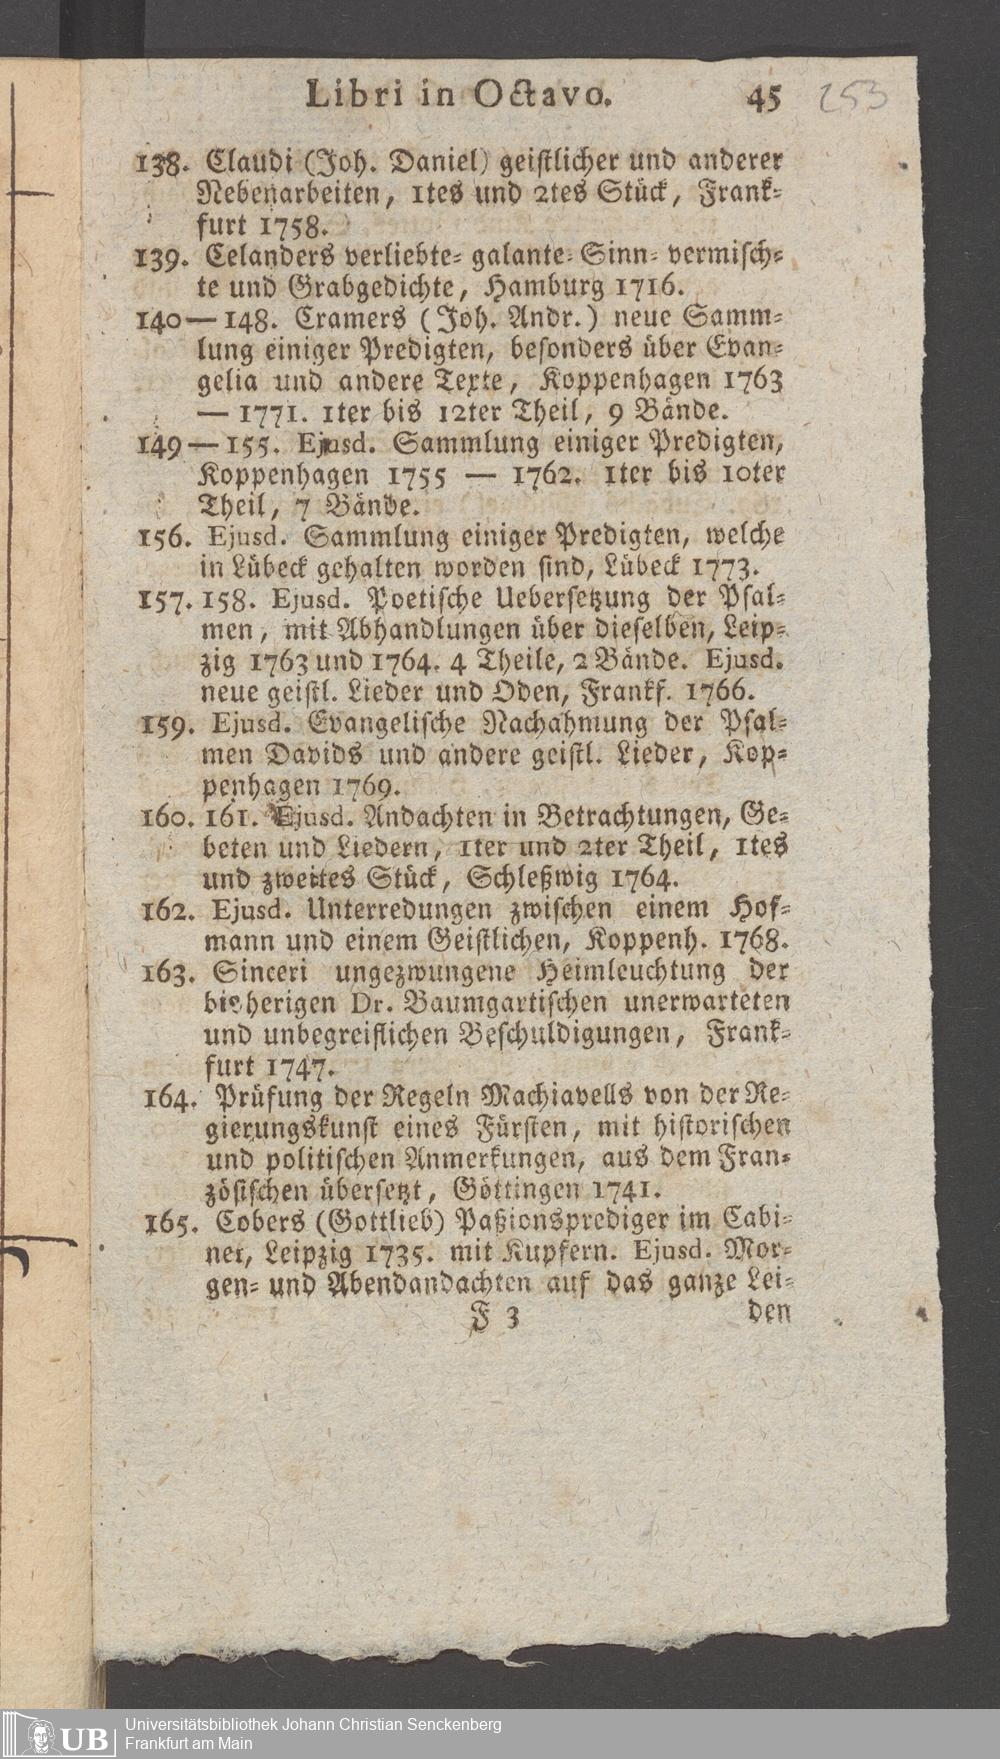 Libri in Octavo. 45 253
138. Claudi (Joh. Daniel) geistlicher und anderer
Nebenarbeiten, 1tes und 2tes Stück, Frank-
furt 1758.
139. Celanders verliebte- galante- Sinn- vermisch-
te und Grabgedichte, Hamburg 1716.
140—148. Cramers (Joh. Andr.) neue Samm-
lung einiger Predigten, besonders über Evan-
gelia und andere Texte, Koppenhagen 1763
— 1771. 1ter bis 12ter Theil, 9 Bände.
149—155. Ejusd. Sammlung einiger Predigten,
Koppenhagen 1755 — 1762. 1ter bis 10ter
Theil, 7 Bände.
156. Ejusd. Sammlung einiger Predigten, welche
in Lübeck gehalten worden sind, Lübeck 1773.
157. 158. Ejusd. Poetische Uebersetzung der Psal-
men, mit Abhandlungen über dieselben, Leip-
zig 1763 und 1764. 4 Theile, 2 Bände. Ejusd.
neue geistl. Lieder und Oden, Frankf. 1766.
159. Ejusd. Evangelische Nachahmung der Psal-
men Davids und andere geistl. Lieder, Kop-
penhagen 1769.
160. 161. Ejusd. Andachten in Betrachtungen, Ge-
beten und Liedern, 1ter und 2ter Theil, 1tes
und zweites Stück, Schleßwig 1764.
162. Ejusd. Unterredungen zwischen einem Hof-
mann und einem Geistlichen, Koppenh. 1768.
163. Sinceri ungezwungene Heimleuchtung der
bisherigen Dr. Baumgartischen unerwarteten
und unbegreiflichen Beschuldigungen, Frank-
furt 1747.
164. Prüfung der Regeln Machiavells von der Re-
gierungskunst eines Fürsten, mit historischen
und politischen Anmerkungen, aus dem Fran-
zösischen übersetzt, Göttingen 1741.
165. Cobers (Gottlieb) Paßionsprediger im Cabi-
net, Leipzig 1735. mit Kupfern. Ejusd. Mor-
gen- und Abendandachten auf das ganze Lei-
F 3 den
UB Universitätsbibliothek Johann Christian Senckenberg
Frankfurt am Main